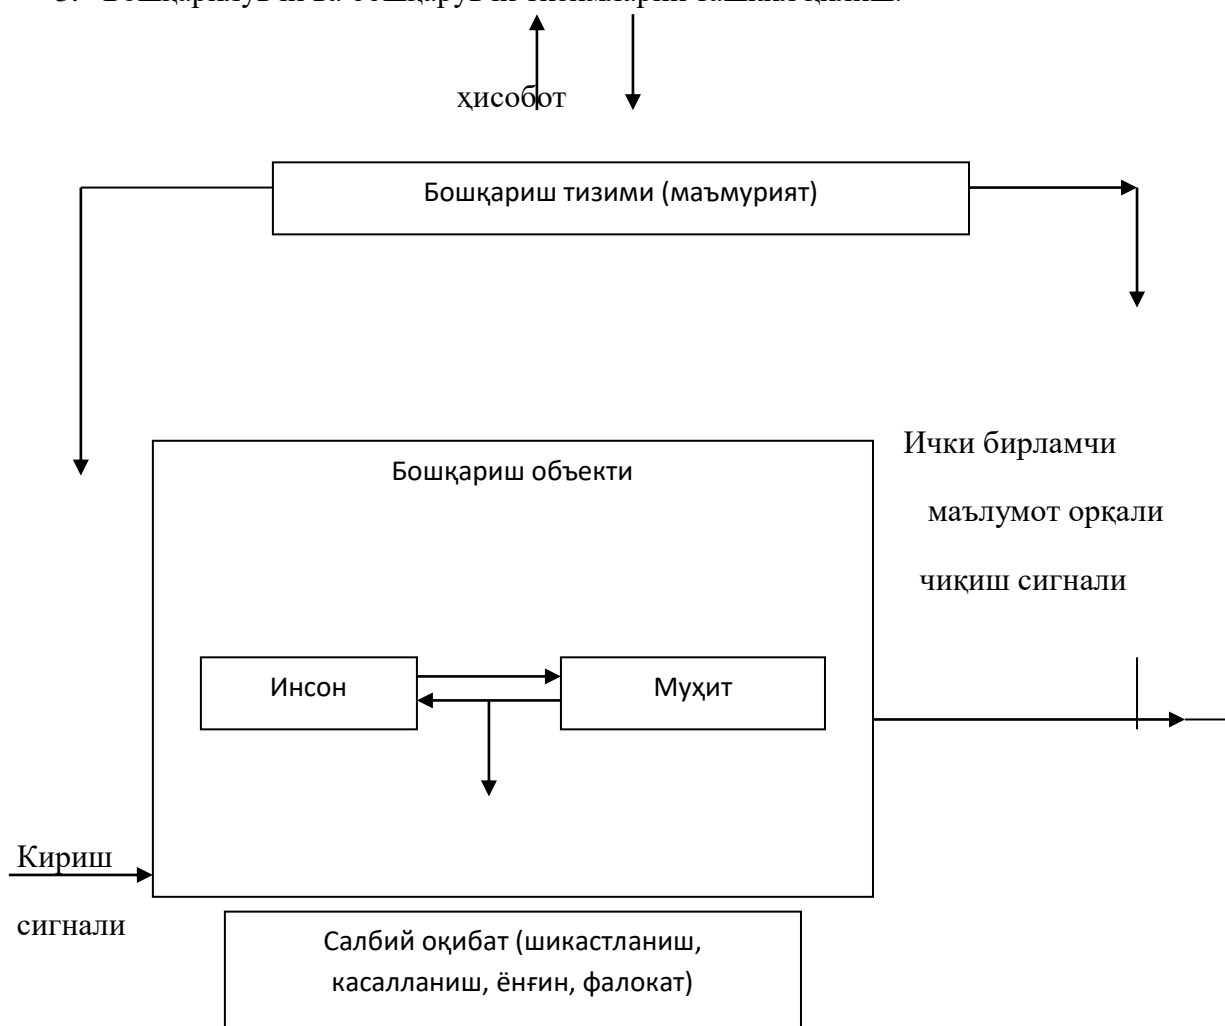 ҳисобот
Бошқариш тизими (маъмурият)
Ички бирламчи
маълумот орқали
чиқиш сигнали
Бошқариш объекти
Инсон
Муҳит
Кириш
сигнали
Салбий оқибат (шикастланиш,
касалланиш, ёнғин, фалокат)